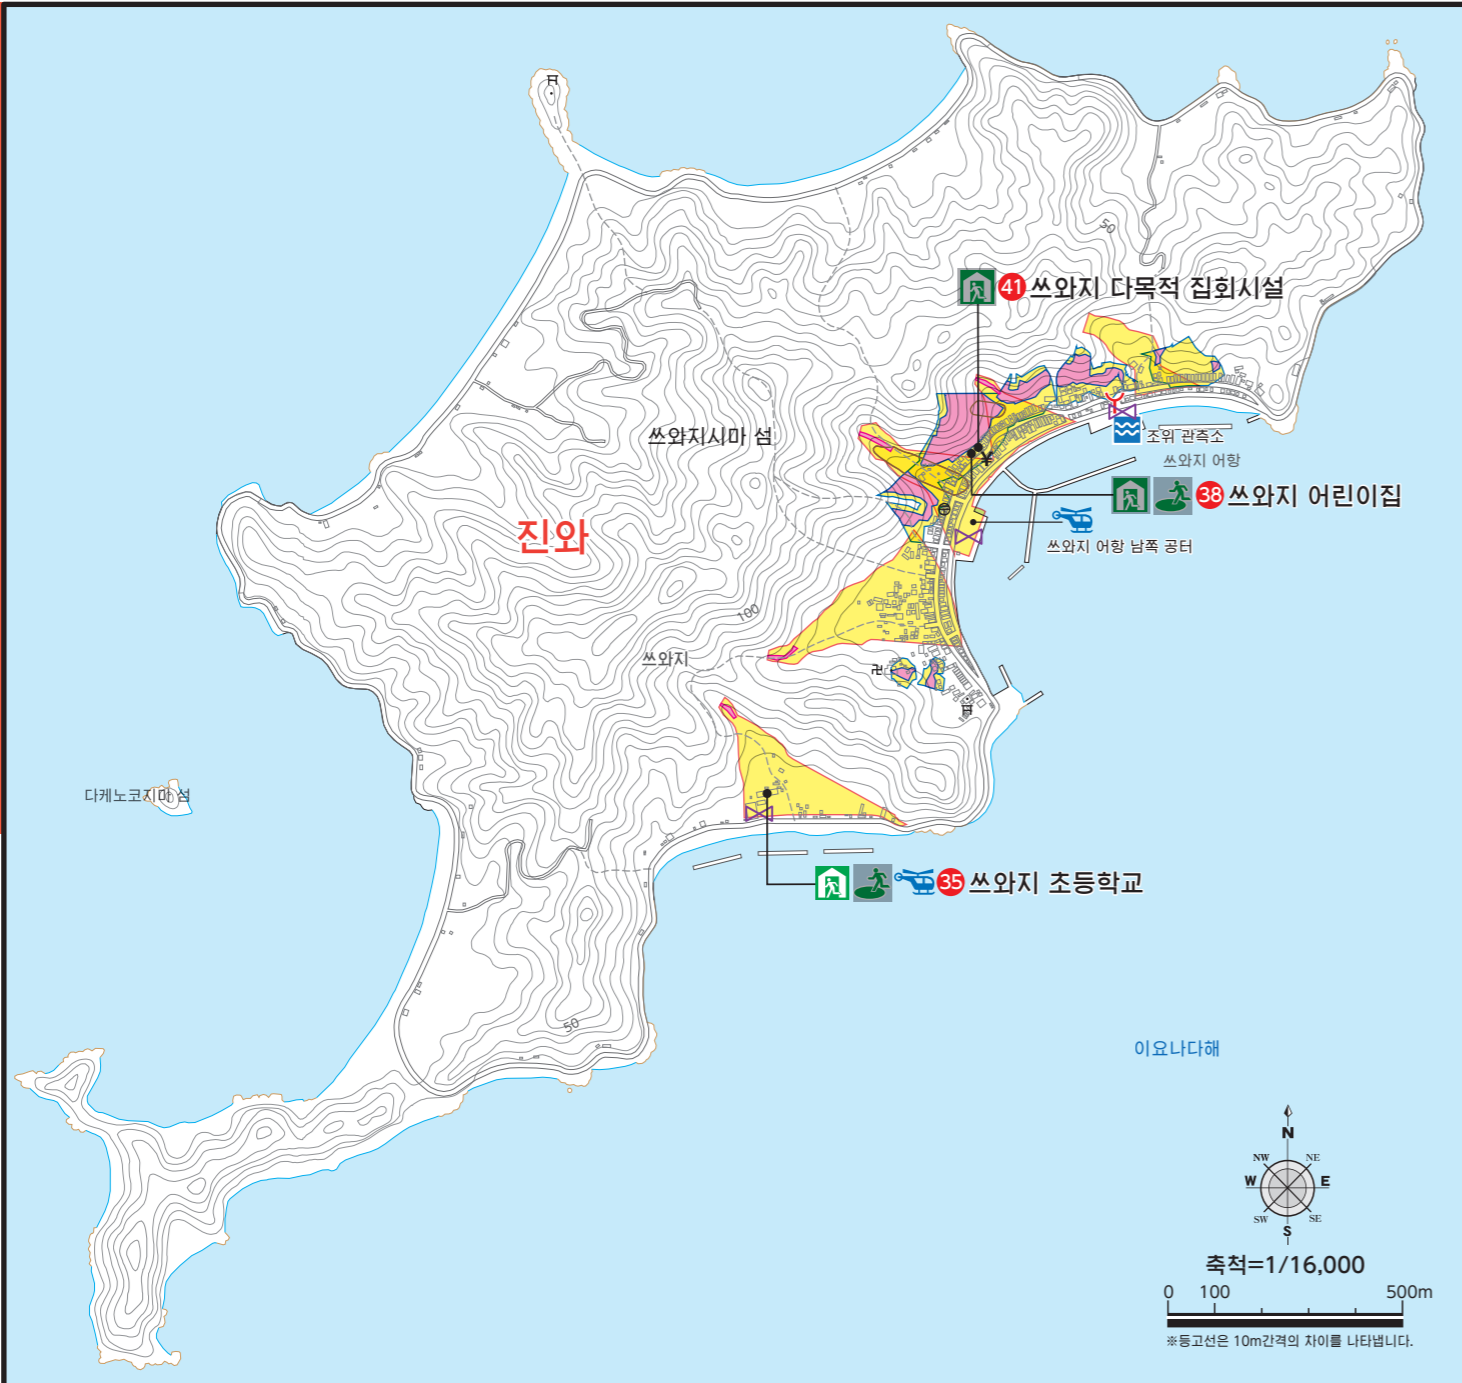 50
41 쓰와지 다목적 집회시설
쓰와지시마 섬
조위 관측소
쓰와지 어항
38 쓰와지 어린이집
진와
쓰와지 어항 남쪽 공터
100
쓰와지
다케노코지마 섬
35 쓰와지 초등학교
50
이요나다해
N
NW NE
W E
SW SE
S
축척=1/16,000
0 100 500m
※등고선은 10m간격의 차이를 나타냅니다.